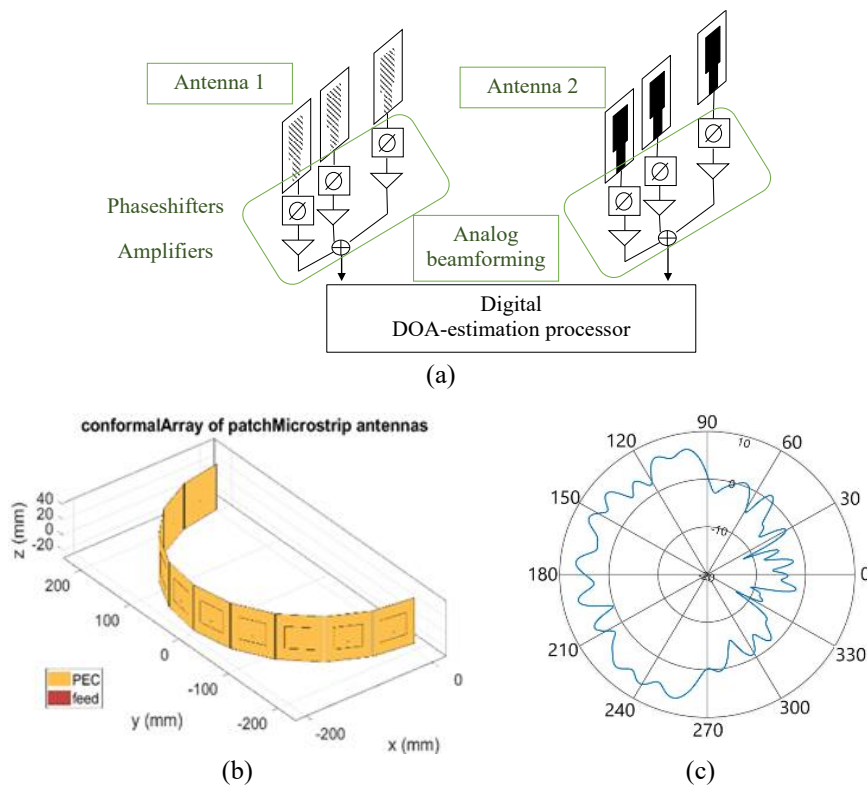 Antenna 1
Antenna 2
Phaseshifters
Amplifiers
Analog
beamforming
Digital
DOA-estimation processor
(a)
conformalArray of patchMicrostrip antennas
z (mm)
40
20
0
-20
200
100
0
-100
-200
y (mm)
0
-200
x (mm)
PEC
feed
(b)
90
120
60
150
30
180
0
210
330
240
300
270
10
0
-10
-20
(c)